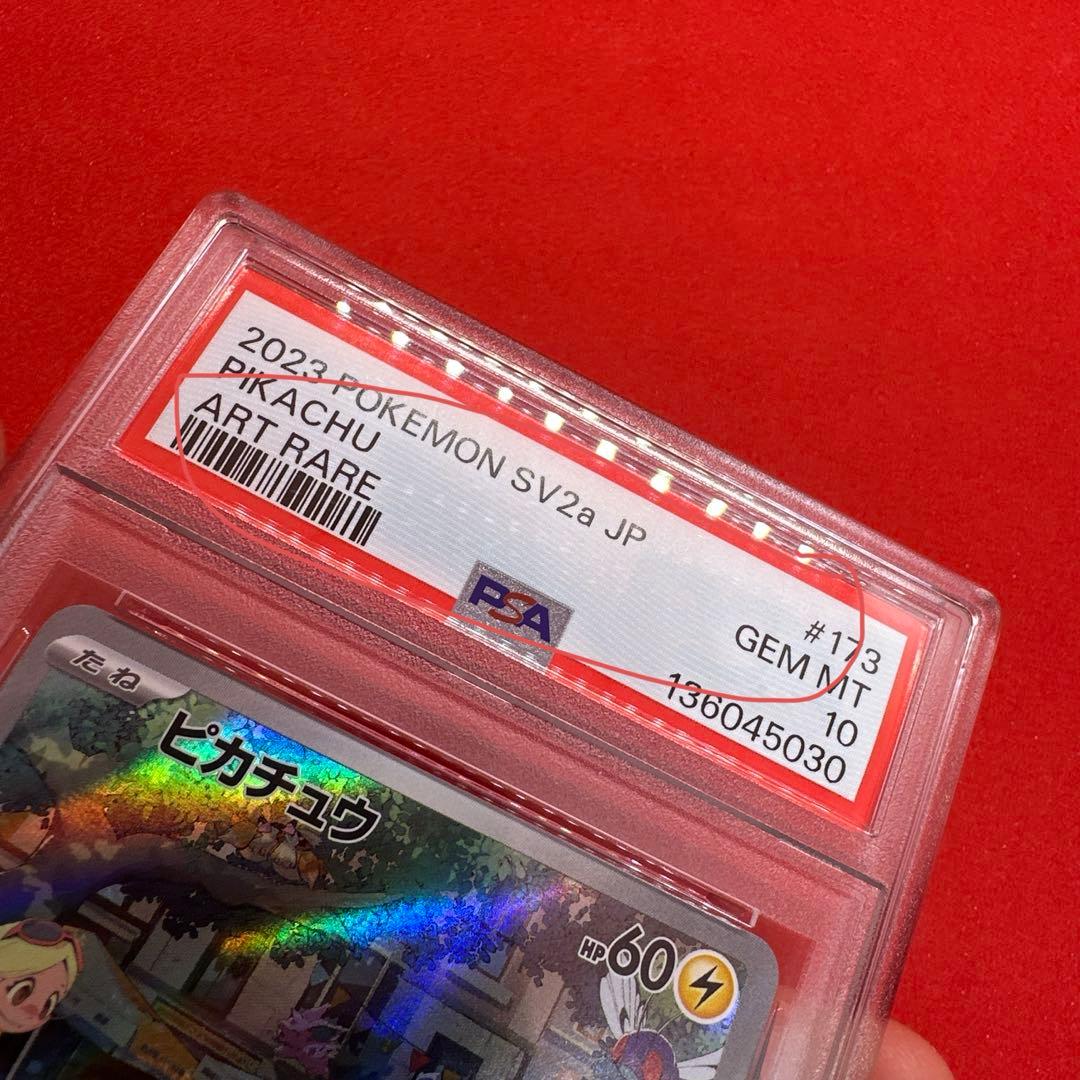 2023 POKEMON SV2a JP
PIKACHU
ART RARE
#173
GEM MT
10
136045030
PSA
たね
ピカチュウ
HP60